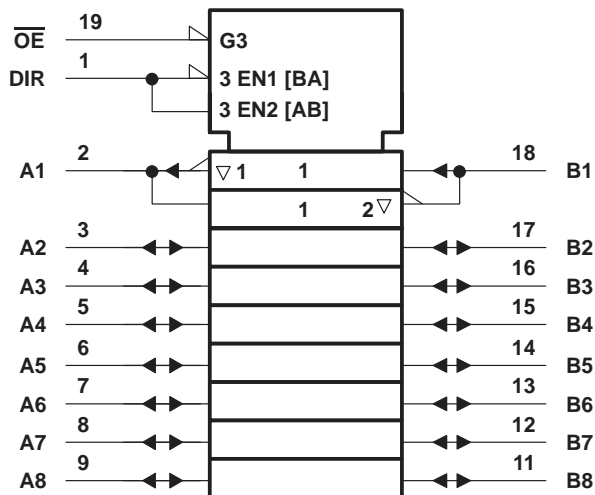 19
OE
G3
1
DIR
3 EN1 [BA]
3 EN2 [AB]
2
18
A1
▽ 1 1
B1
1 2 ▽
3
17
A2
B2
4
16
A3
B3
5
15
A4
B4
6
14
A5
B5
7
13
A6
B6
8
12
A7
B7
9
11
A8
B8